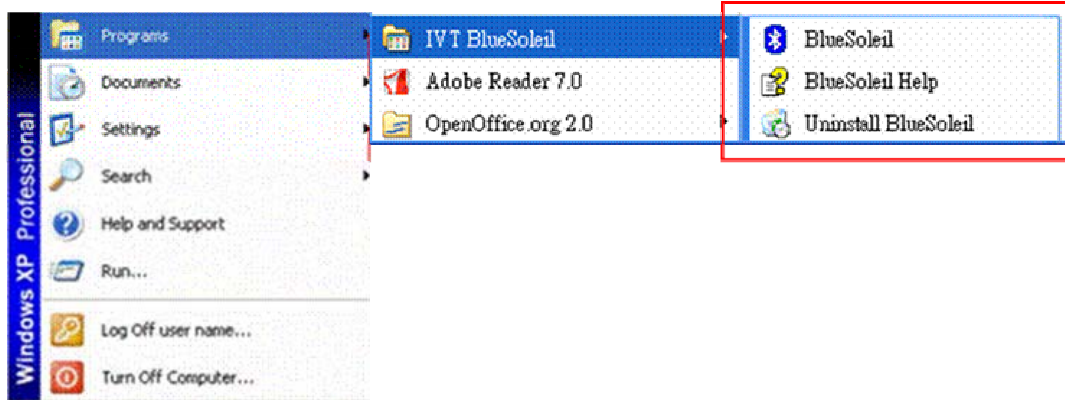 Windows XP Professional
Programs
Documents
Settings
Search
Help and Support
Run...
Log Off user name...
Turn Off Computer...
IVT BlueSoleil
Adobe Reader 7.0
OpenOffice.org 2.0
BlueSoleil
BlueSoleil Help
Uninstall BlueSoleil